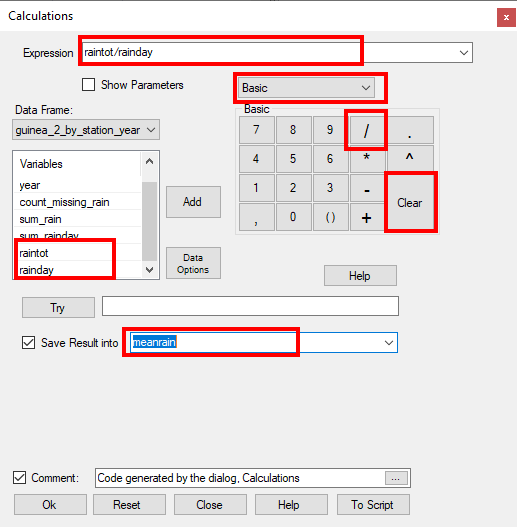 Calculations
x
Expression raintot/rainday
Show Parameters Basic
Data Frame: Basic
guinea_2_by_station_year 7 8 9 / .
Variables 4 5 6 * ^
year 1 2 3 - Clear
count_missing_rain Add
sum_rain , 0 ( ) +
sum_rainday
raintot Data Options
rainday Help
Try
Save Result into meanrain
Comment: Code generated by the dialog, Calculations ...
Ok Reset Close Help To Script